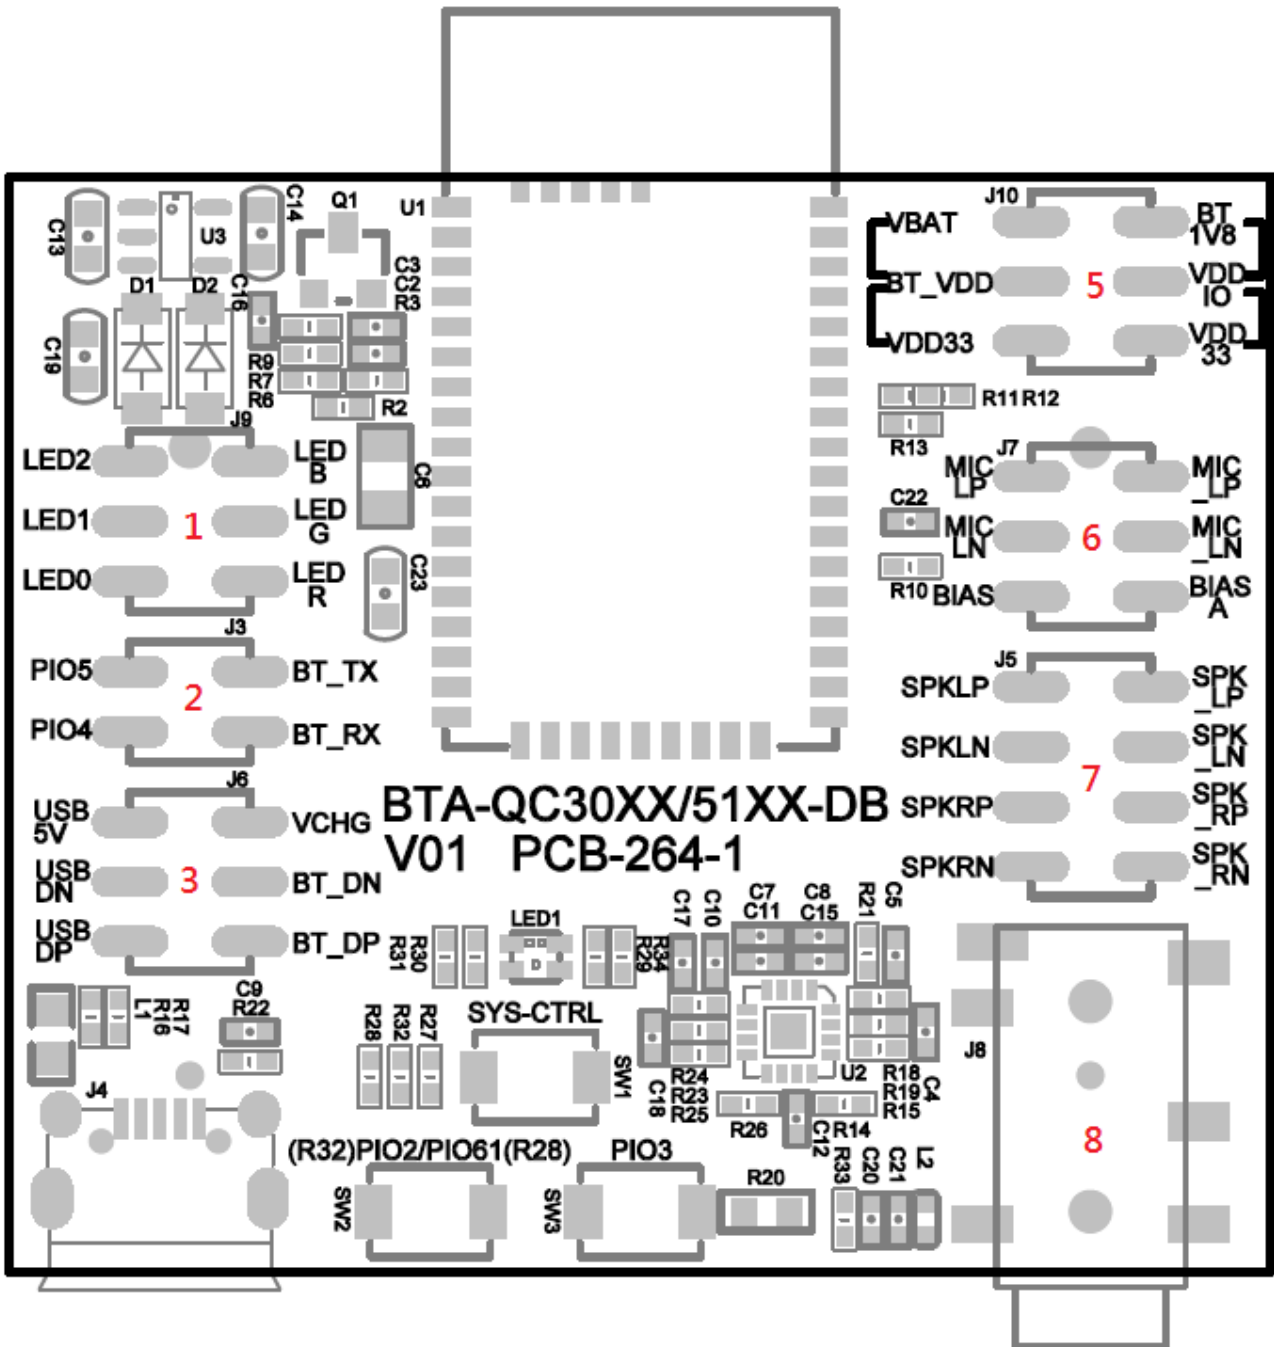 C13
U3
C14
Q1
U1
J10
VBAT
BT
1V8
BT_VDD
5
VDD
IO
VDD33
VDD
33
D1
D2
C16
C3
C2
R3
C19
R9
R7
R6
R2
R11 R12
R13
J9
LED2
LED
B
C6
LED1
1
LED
G
LED0
LED
R
C23
J7
MIC
LP
MIC
_LP
C22
MIC
LN
6
MIC
_LN
R10
BIAS
BIAS
A
J3
PIO5
BT_TX
2
PIO4
BT_RX
J5
SPKLP
SPK
_LP
SPKLN
SPK
_LN
7
SPKRP
SPK
_RP
SPKRN
SPK
_RN
J6
USB
5V
VCHG
USB
DN
3
BT_DN
USB
DP
BT_DP
BTA-QC30XX/51XX-DB
V01 PCB-264-1
R31
R30
LED1
R29
R34
C17
C10
C7
C11
C8
C15
R21
C5
L1
R16
R17
C9
R22
R28
R32
R27
SYS-CTRL
SW1
C18
R24
R23
R25
U2
R18
R19
R15
C4
J8
J4
R26
C12
R14
8
(R32)PIO2/PIO61(R28)
PIO3
SW2
SW3
R20
R33
C20
C21
L2